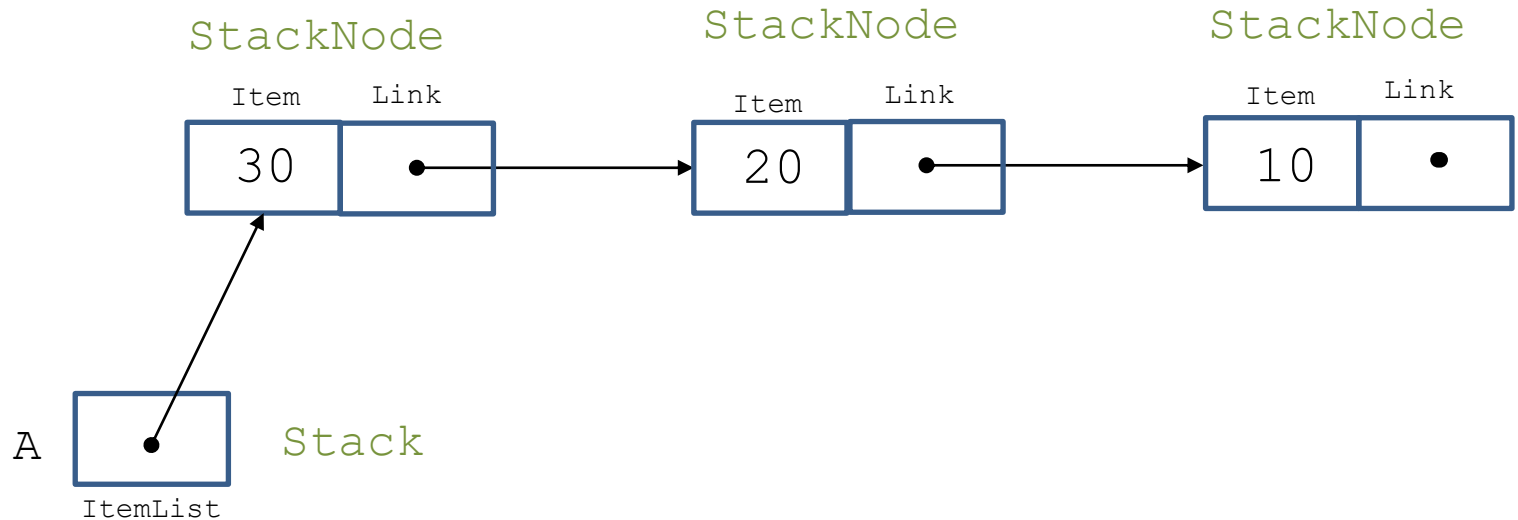 StackNode StackNode StackNode
Item Link Item Link Item Link
30 20 10
A Stack
ItemList